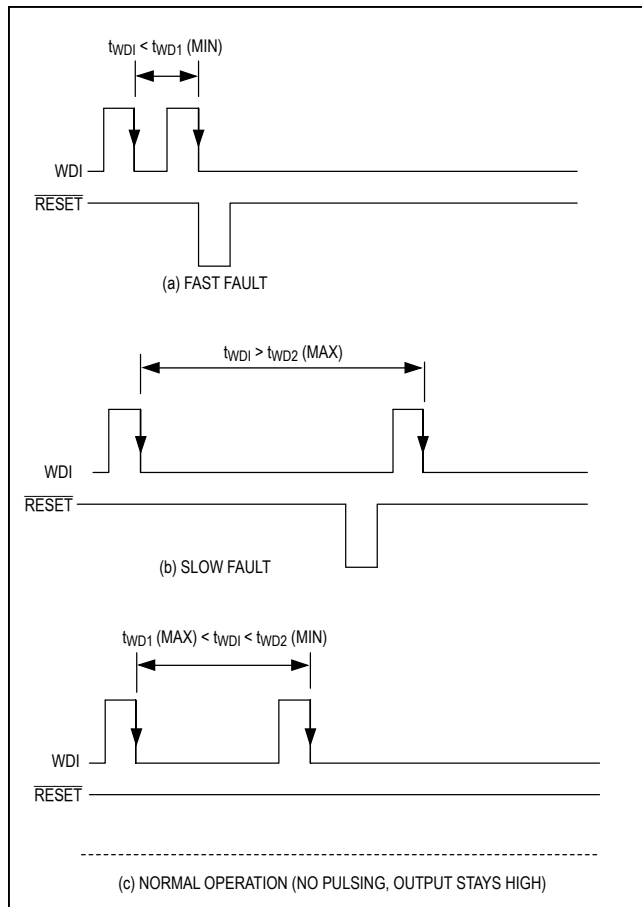 tWDI < tWD1 (MIN)
WDI
RESET
(a) FAST FAULT
tWDI > tWD2 (MAX)
WDI
RESET
(b) SLOW FAULT
tWD1 (MAX) < tWDI < tWD2 (MIN)
WDI
RESET
(c) NORMAL OPERATION (NO PULSING, OUTPUT STAYS HIGH)